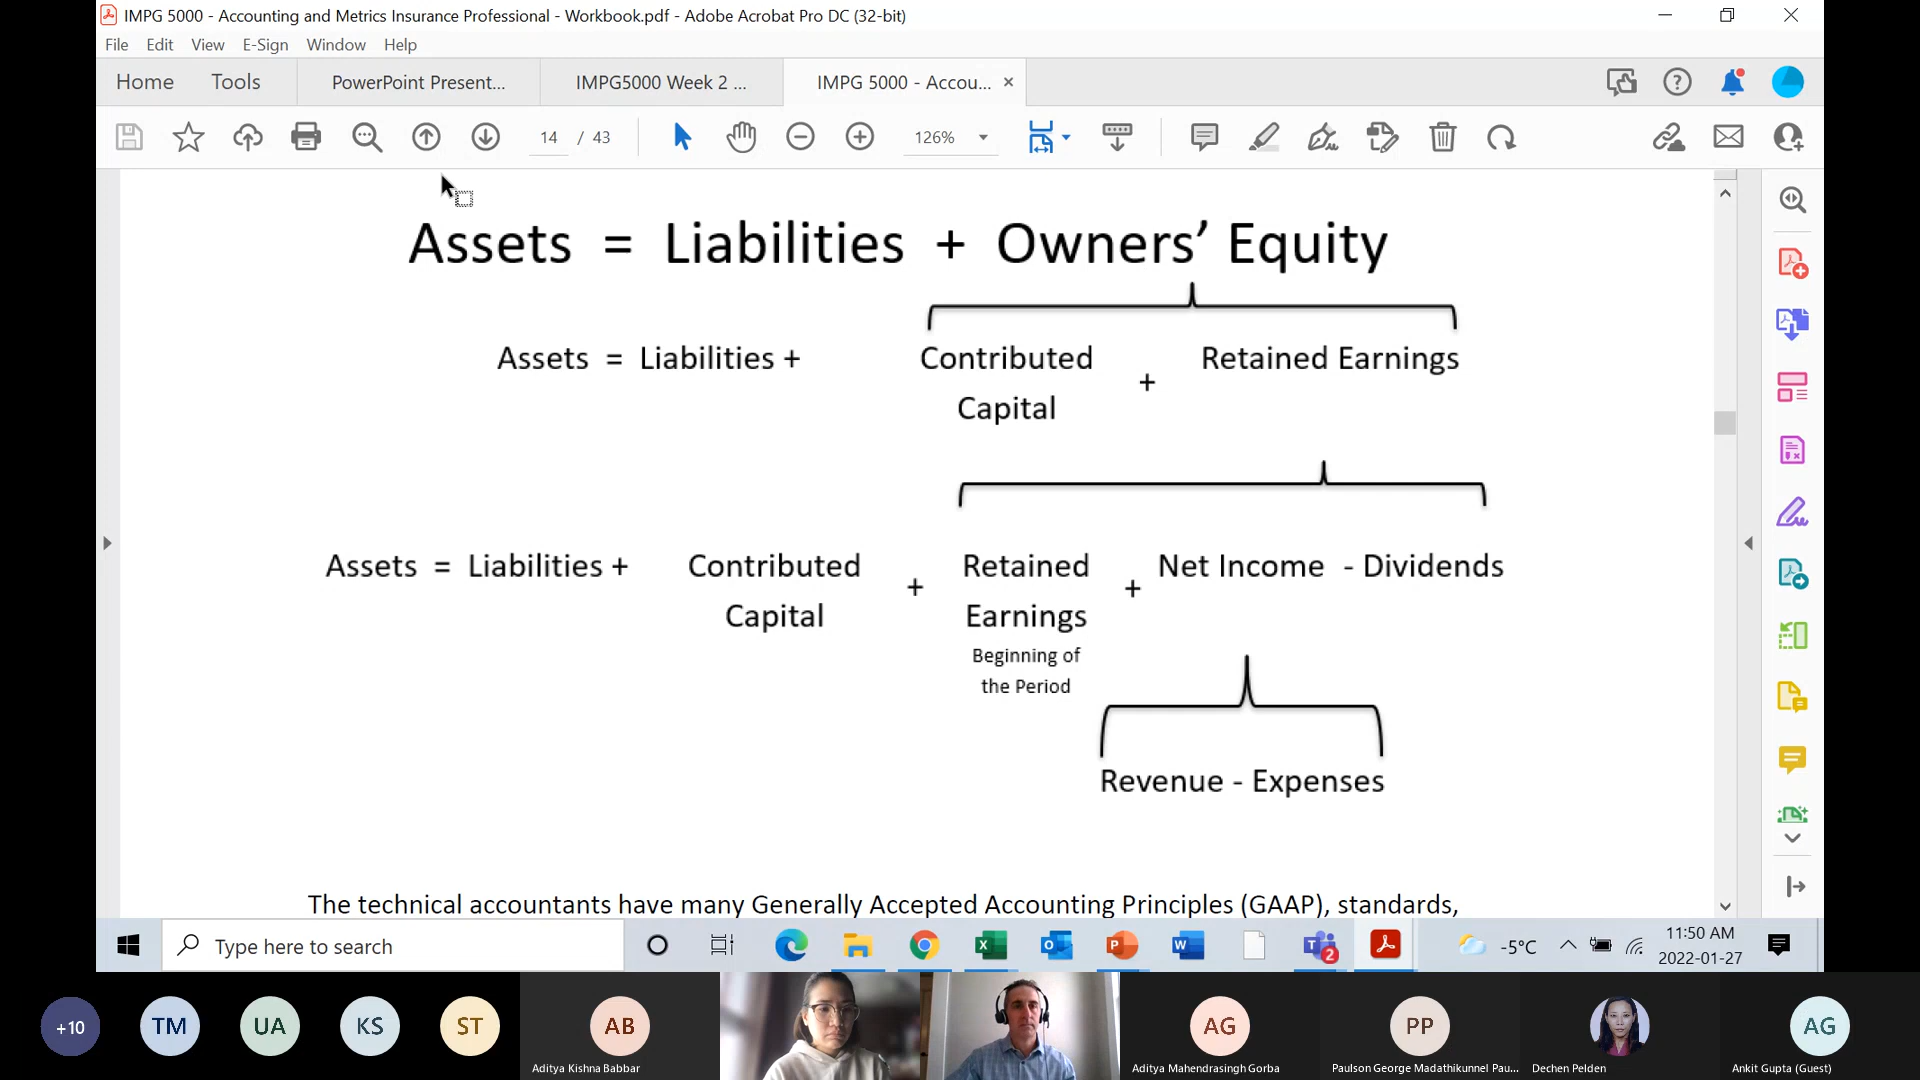 IMPG 5000 - Accounting and Metrics Insurance Professional - Workbook.pdf - Adobe Acrobat Pro DC (32-bit)
File Edit View E-Sign Window Help
Home Tools PowerPoint Present... IMPG5000 Week 2 ... IMPG 5000 - Accou... ×
14 / 43 126%
Assets = Liabilities + Owners’ Equity
Assets = Liabilities + Contributed Capital + Retained Earnings
Assets = Liabilities + Contributed Capital + Retained Earnings + Net Income - Dividends
Beginning of
the Period
Revenue - Expenses
The technical accountants have many Generally Accepted Accounting Principles (GAAP), standards,
Type here to search
2
-5°C
11:50 AM
2022-01-27
+10 TM UA KS ST AB AG PP AG
Aditya Kishna Babbar Aditya Mahendrasingh Gorba Paulson George Madathikunnel Pau... Dechen Pelden Ankit Gupta (Guest)